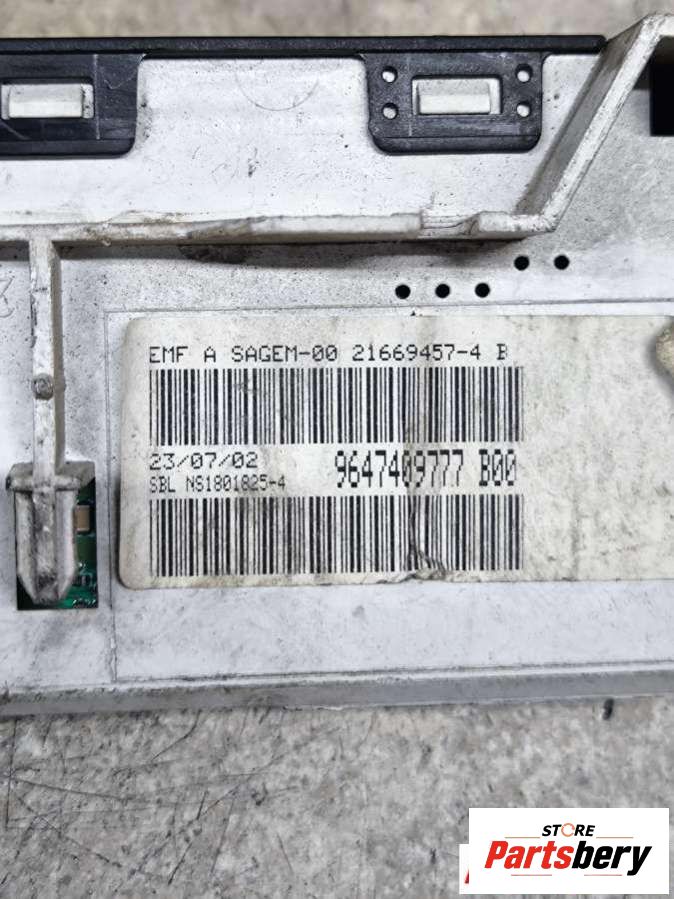 EMF A SAGEM-00 21669457-4 B
23/07/02
SBL NS1801825-4
9647409777 B00
STORE
Partsbery